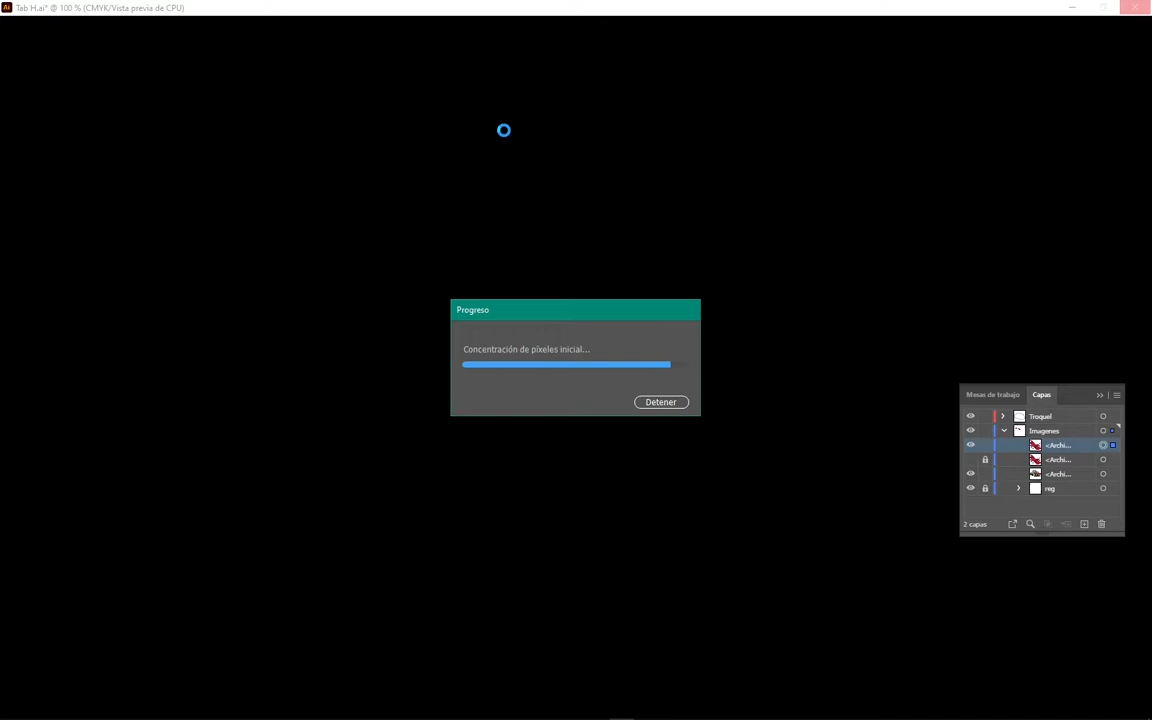 Ai Tab H.ai* @ 100 % (CMYK/Vista previa de CPU)
Progreso
Concentración de píxeles inicial...
Detener
Mesas de trabajo Capas
Troquel
Imagenes
<Archi...
<Archi...
<Archi...
reg
2 capas